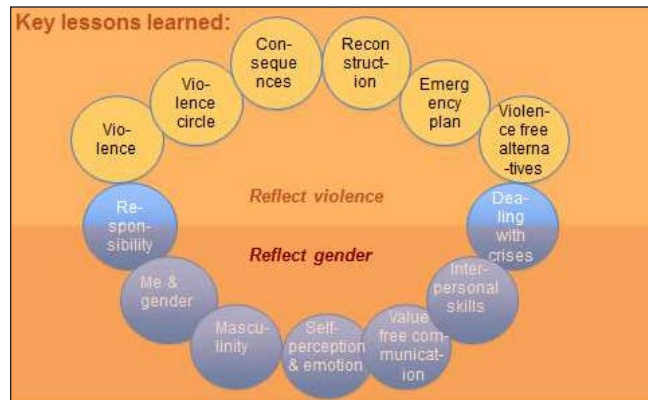 Key lessons learned:
Con-
seque
nces
Recon
struct-
ion
Vio-
lence
circle
Emerg
ency
plan
Vio-
lence
Violen-
ce free
alterna
-tives
Reflect violence
Re-
spon-
sibility
Dea-
ling
with
crises
Reflect gender
Me &
gender
Inter-
personal
skills
Mascu-
linity
Self-
perception
& emotion
Value
free com-
municat-
ion